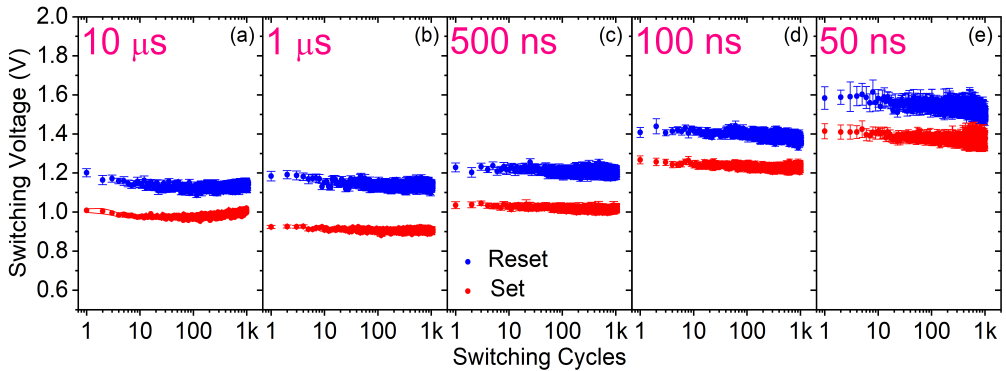 2.0
1.8
1.6
1.4
1.2
1.0
0.8
0.6
Switching Voltage (V)
10 μs (a)
1 μs (b)
500 ns (c)
100 ns (d)
50 ns (e)
Reset
Set
1 10 100 1k
1 10 100 1k
1 10 100 1k
1 10 100 1k
1 10 100 1k
Switching Cycles